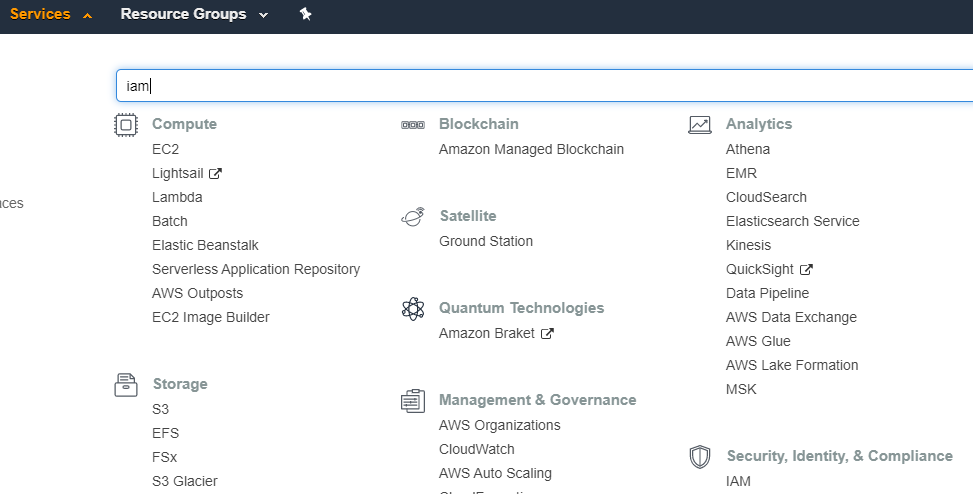 Services
Resource Groups
iam
nces
Compute
EC2
Lightsail
Lambda
Batch
Elastic Beanstalk
Serverless Application Repository
AWS Outposts
EC2 Image Builder
Storage
S3
EFS
FSx
S3 Glacier
Blockchain
Amazon Managed Blockchain
Satellite
Ground Station
Quantum Technologies
Amazon Braket
Management & Governance
AWS Organizations
CloudWatch
AWS Auto Scaling
Analytics
Athena
EMR
CloudSearch
Elasticsearch Service
Kinesis
QuickSight
Data Pipeline
AWS Data Exchange
AWS Glue
AWS Lake Formation
MSK
Security, Identity, & Compliance
IAM